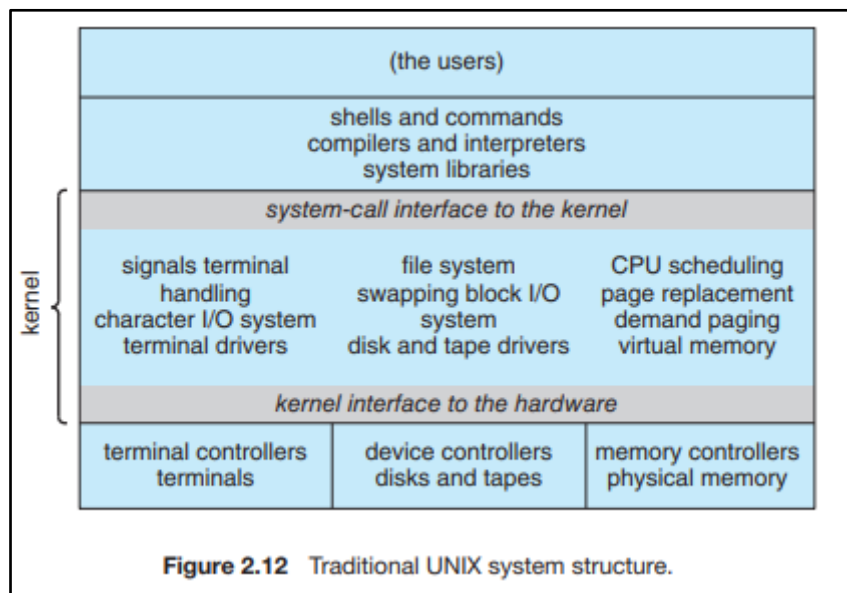 (the users)
shells and commands
compilers and interpreters
system libraries
kernel
system-call interface to the kernel
signals terminal
handling
character I/O system
terminal drivers
file system
swapping block I/O
system
disk and tape drivers
CPU scheduling
page replacement
demand paging
virtual memory
kernel interface to the hardware
terminal controllers
terminals
device controllers
disks and tapes
memory controllers
physical memory
Figure 2.12 Traditional UNIX system structure.